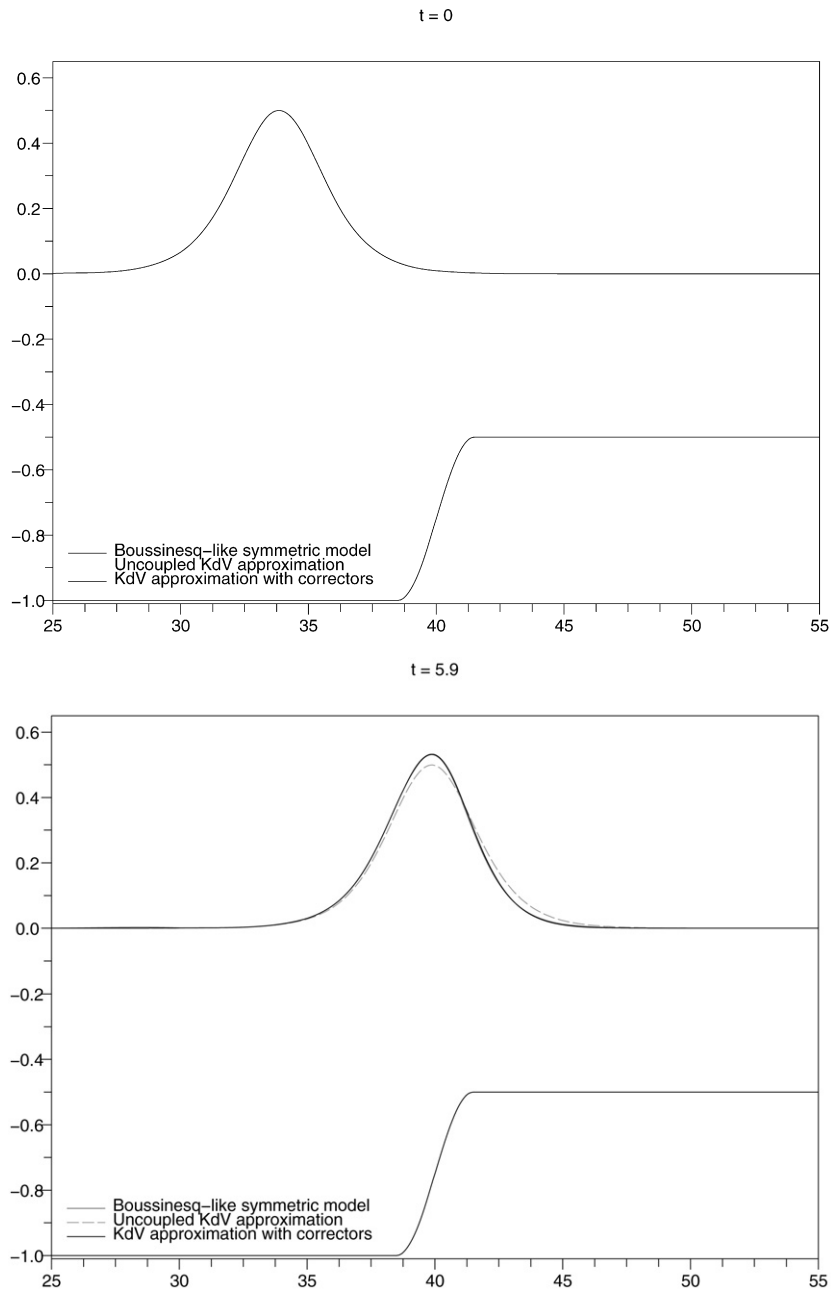 t = 0
0.6
0.4
0.2
0.0
−0.2
−0.4
−0.6
−0.8
−1.0
Boussinesq−like symmetric model
Uncoupled KdV approximation
KdV approximation with correctors
25 30 35 40 45 50 55
t = 5.9
0.6
0.4
0.2
0.0
−0.2
−0.4
−0.6
−0.8
−1.0
Boussinesq−like symmetric model
Uncoupled KdV approximation
KdV approximation with correctors
25 30 35 40 45 50 55